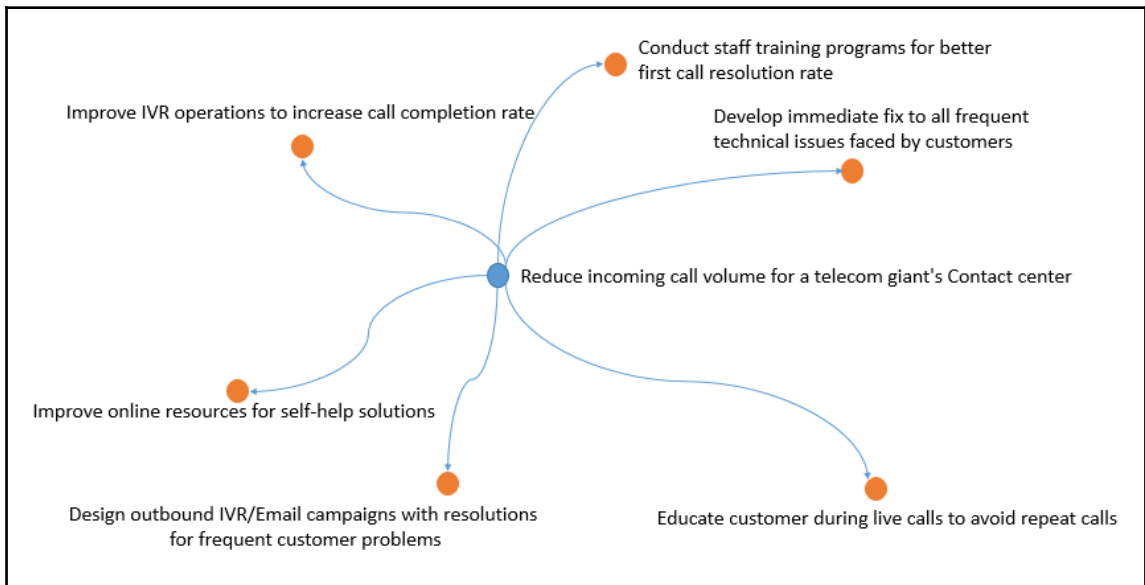 Conduct staff training programs for better
first call resolution rate
Improve IVR operations to increase call completion rate
Develop immediate fix to all frequent
technical issues faced by customers
Reduce incoming call volume for a telecom giant's Contact center
Improve online resources for self-help solutions
Design outbound IVR/Email campaigns with resolutions
for frequent customer problems
Educate customer during live calls to avoid repeat calls